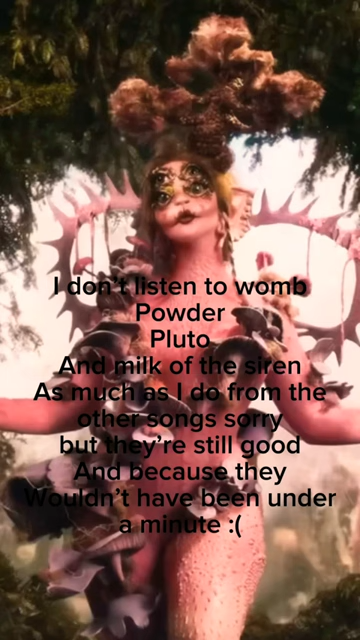 I don't listen to womb
Powder
Pluto
And milk of the siren
As much as I do from the
other songs sorry
but they're still good
And because they
Wouldn't have been under
a minute :(